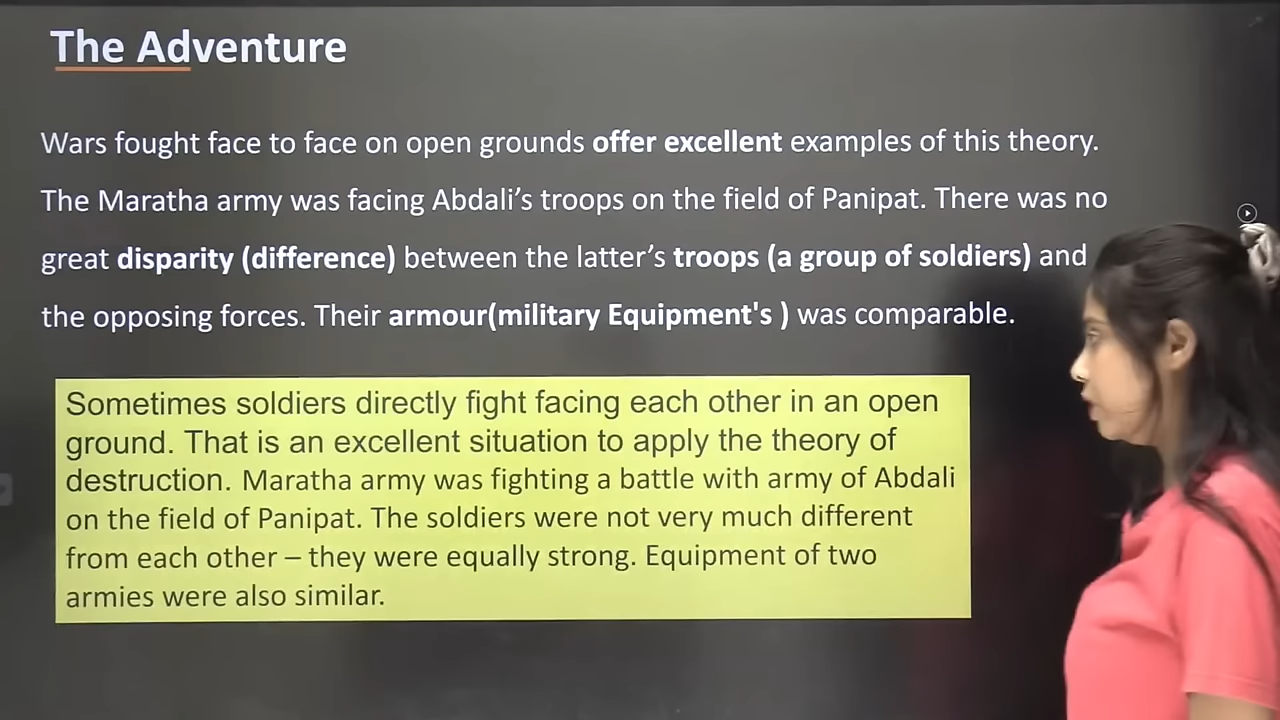 The Adventure
Wars fought face to face on open grounds offer excellent examples of this theory.
The Maratha army was facing Abdali's troops on the field of Panipat. There was no
great disparity (difference) between the latter's troops (a group of soldiers) and
the opposing forces. Their armour(military Equipment's ) was comparable.
Sometimes soldiers directly fight facing each other in an open
ground. That is an excellent situation to apply the theory of
destruction. Maratha army was fighting a battle with army of Abdali
on the field of Panipat. The soldiers were not very much different
from each other – they were equally strong. Equipment of two
armies were also similar.